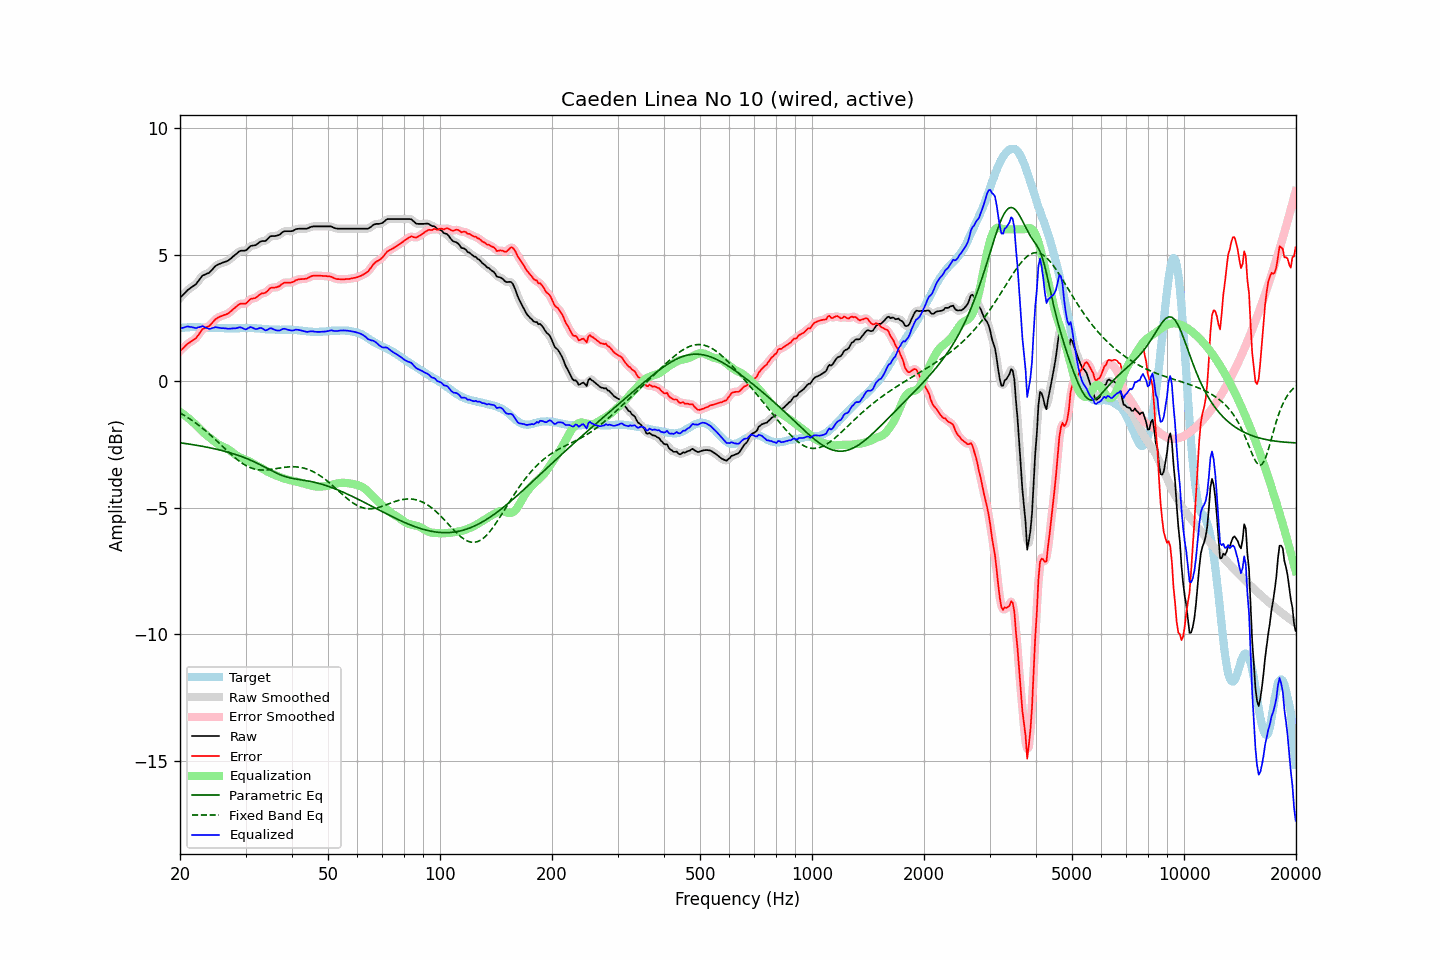 Caeden Linea No 10 (wired, active)
10
5
0
−5
−10
−15
Amplitude (dBr)
Target
Raw Smoothed
Error Smoothed
Raw
Error
Equalization
Parametric Eq
Fixed Band Eq
Equalized
20 50 100 200 500 1000 2000 5000 10000 20000
Frequency (Hz)